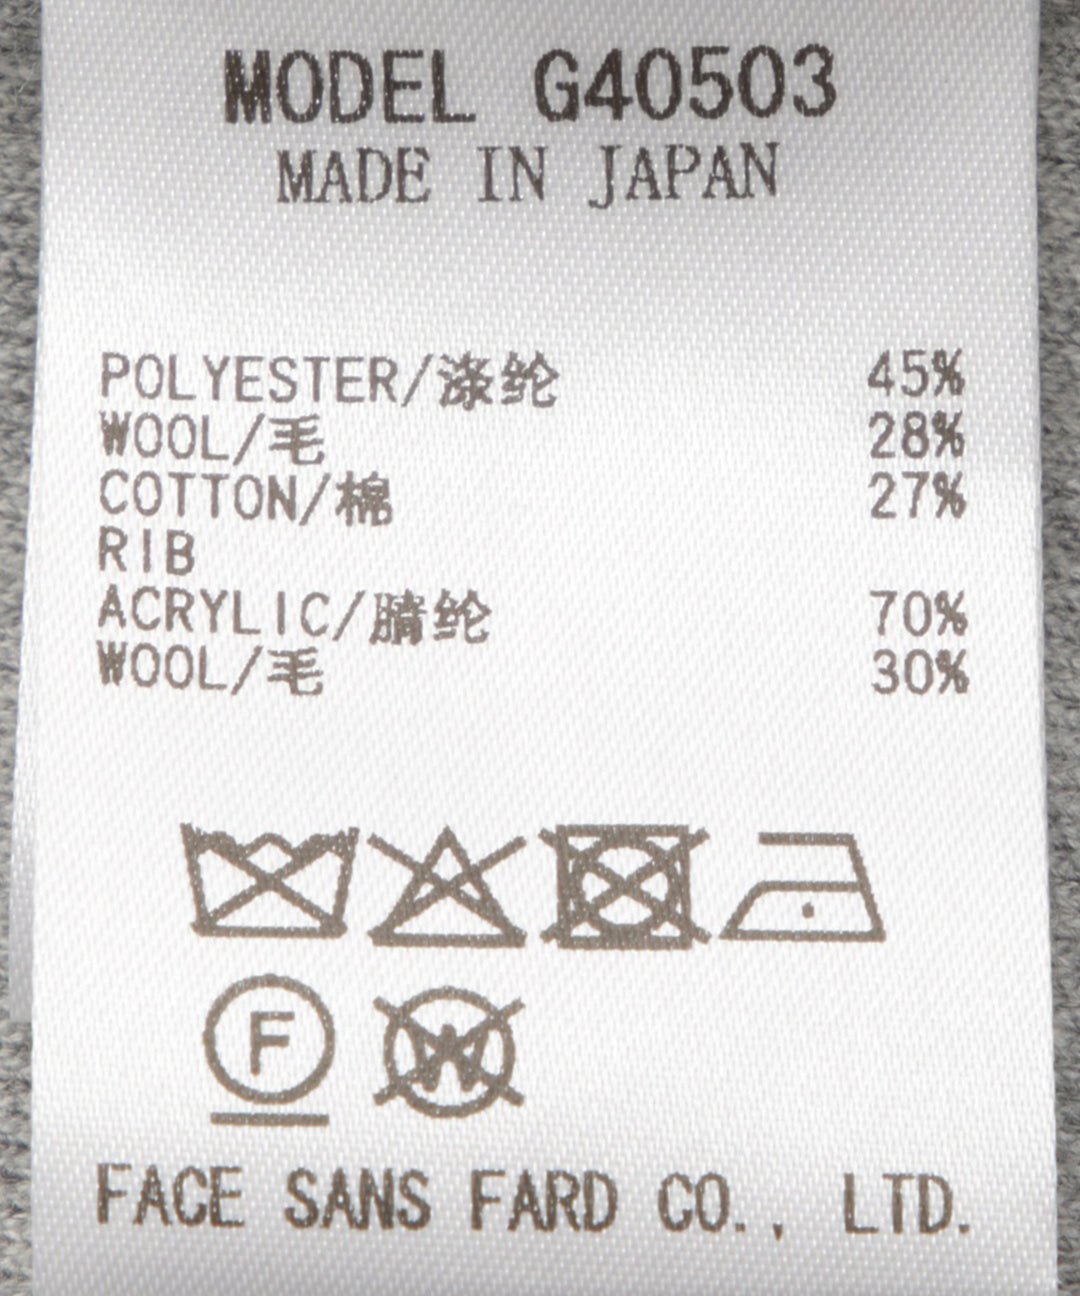 MODEL G40503
MADE IN JAPAN
POLYESTER/涤纶 45%
WOOL/毛 28%
COTTON/棉 27%
RIB
ACRYLIC/腈纶 70%
WOOL/毛 30%
F W
FACE SANS FARD CO., LTD.